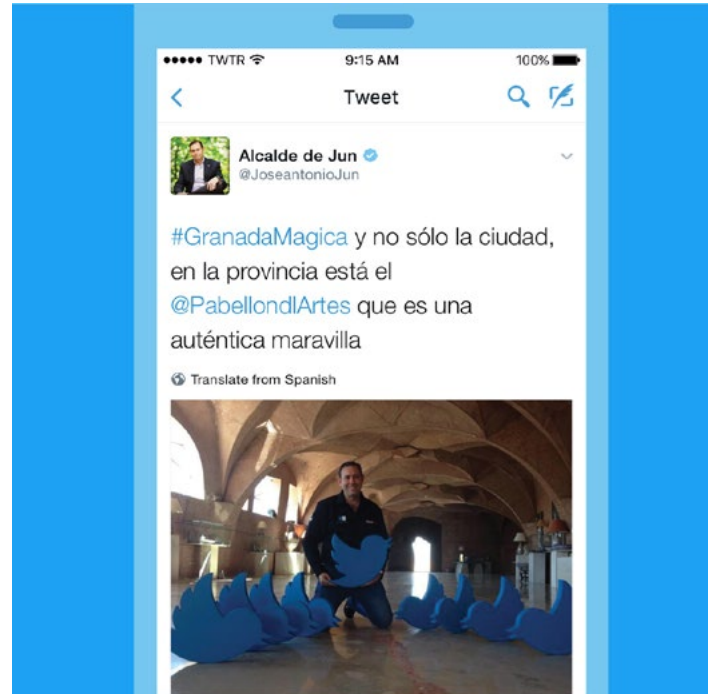 ●●●●● TWTR 9:15 AM 100%
Tweet
Alcalde de Jun
@JoseantonioJun
#GranadaMagica y no sólo la ciudad,
en la provincia está el
@PabellondlArtes que es una
auténtica maravilla
Translate from Spanish